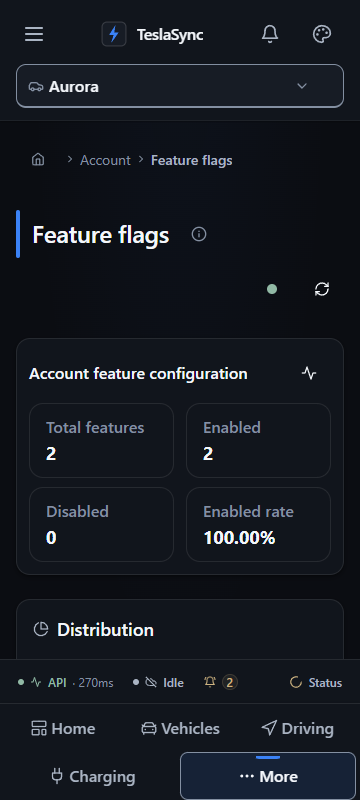 TeslaSync
Aurora
Account
Feature flags
Feature flags
Account feature configuration
Total features
2
Enabled
2
Disabled
0
Enabled rate
100.00%
Distribution
API · 270ms
Idle
2
Status
Home
Vehicles
Driving
Charging
More